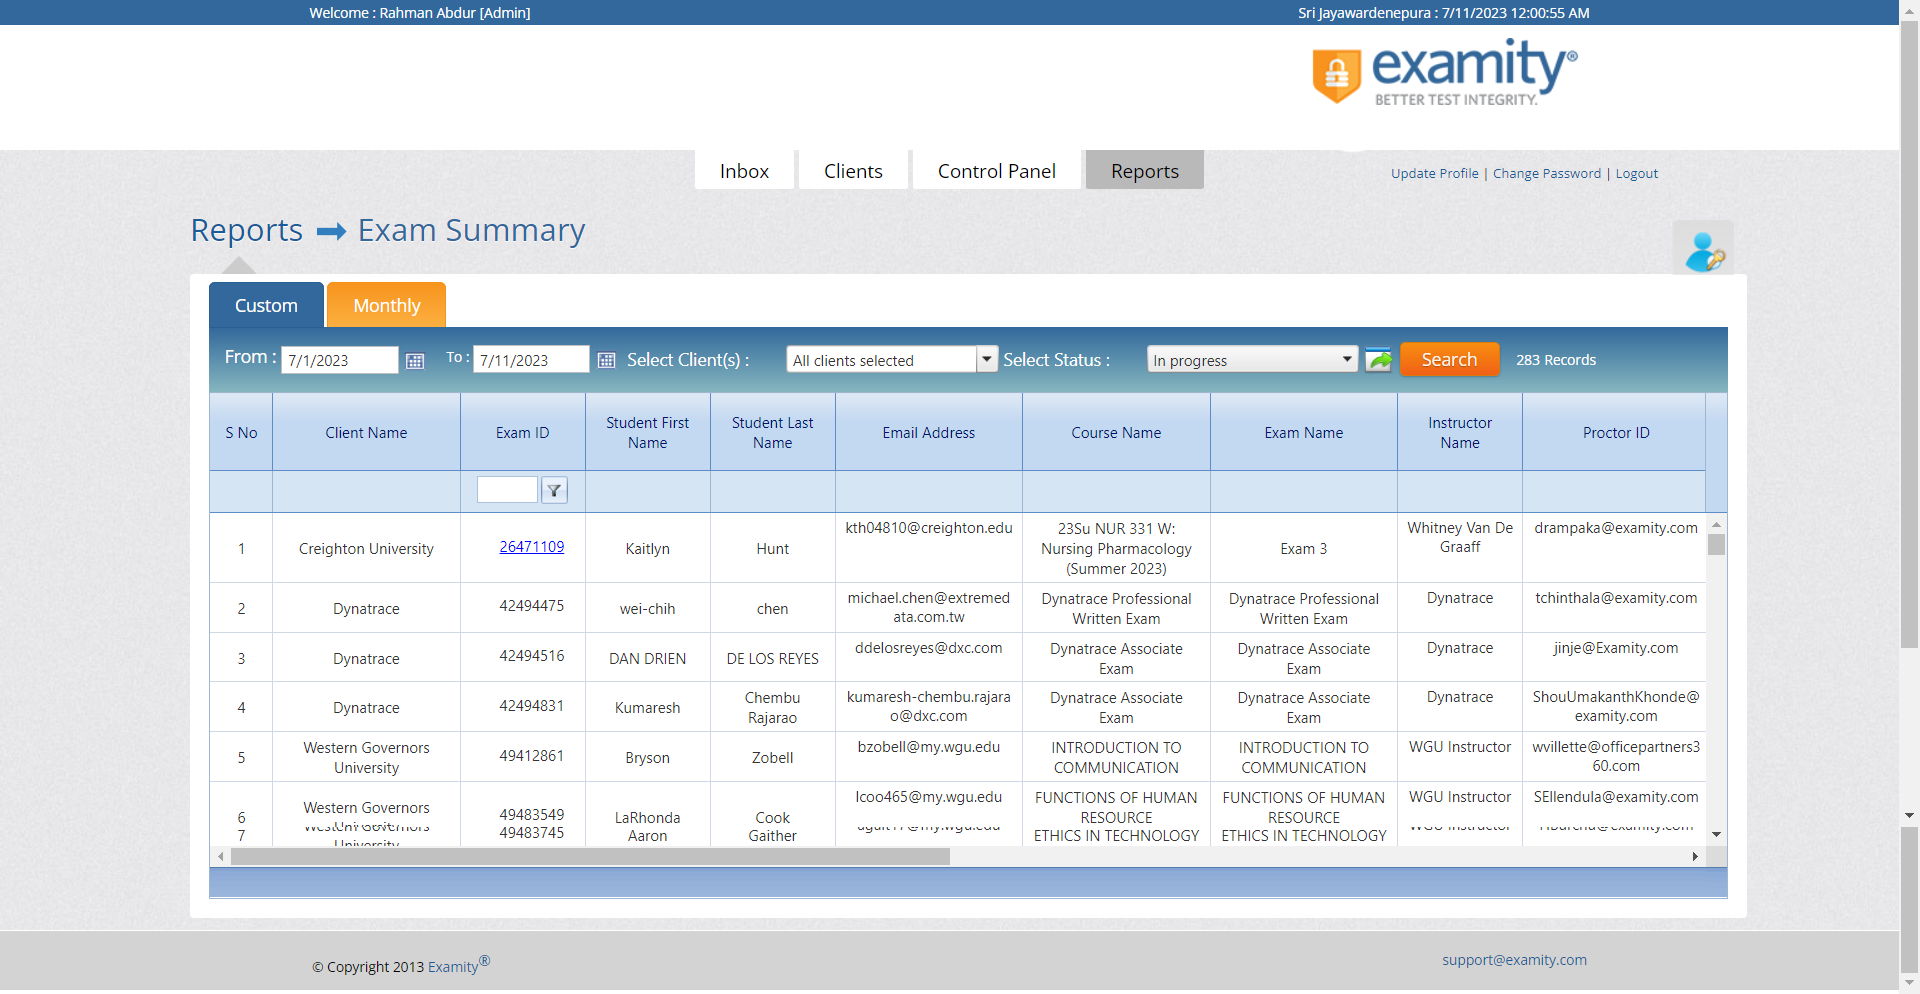 Welcome : Rahman Abdur [Admin]
Sri Jayawardenepura : 7/11/2023 12:00:55 AM
examity®
BETTER TEST INTEGRITY.
Inbox
Clients
Control Panel
Reports
Update Profile | Change Password | Logout
Reports
Exam Summary
Custom
Monthly
From :
7/1/2023
To :
7/11/2023
Select Client(s) :
All clients selected
Select Status :
In progress
Search
283 Records
S No
Client Name
Exam ID
Student First
Name
Student Last
Name
Email Address
Course Name
Exam Name
Instructor
Name
Proctor ID
1
Creighton University
26471109
Kaitlyn
Hunt
kth04810@creighton.edu
23Su NUR 331 W:
Nursing Pharmacology
(Summer 2023)
Exam 3
Whitney Van De
Graaff
drampaka@examity.com
2
Dynatrace
42494475
wei-chih
chen
michael.chen@extremed
ata.com.tw
Dynatrace Professional
Written Exam
Dynatrace Professional
Written Exam
Dynatrace
tchinthala@examity.com
3
Dynatrace
42494516
DAN DRIEN
DE LOS REYES
ddelosreyes@dxc.com
Dynatrace Associate
Exam
Dynatrace Associate
Exam
Dynatrace
jinje@Examity.com
4
Dynatrace
42494831
Kumaresh
Chembu
Rajarao
kumaresh-chembu.rajara
o@dxc.com
Dynatrace Associate
Exam
Dynatrace Associate
Exam
Dynatrace
ShouUmakanthKhonde@
examity.com
5
Western Governors
University
49412861
Bryson
Zobell
bzobell@my.wgu.edu
INTRODUCTION TO
COMMUNICATION
INTRODUCTION TO
COMMUNICATION
WGU Instructor
wvillette@officepartners3
60.com
6
Western Governors
49483549
LaRhonda
Cook
lcoo465@my.wgu.edu
FUNCTIONS OF HUMAN
RESOURCE
FUNCTIONS OF HUMAN
RESOURCE
WGU Instructor
SEllendula@examity.com
7
Western Governors
University
49483745
Aaron
Gaither
ETHICS IN TECHNOLOGY
ETHICS IN TECHNOLOGY
WGU Instructor
© Copyright 2013 Examity®
support@examity.com